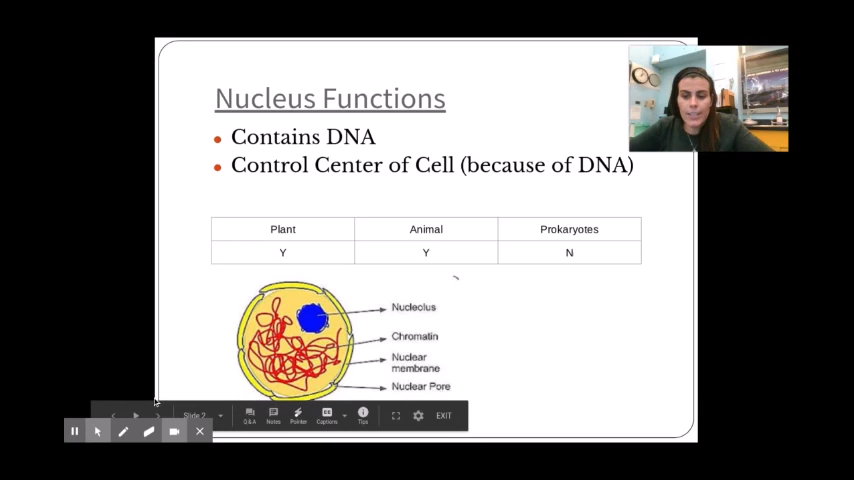 Nucleus Functions
Contains DNA
Control Center of Cell (because of DNA)
Plant Animal Prokaryotes
Y Y N
Nucleolus
Chromatin
Nuclear
membrane
Nuclear Pore
Slide 2 Q&A Notes Pointer Captions Tips EXIT